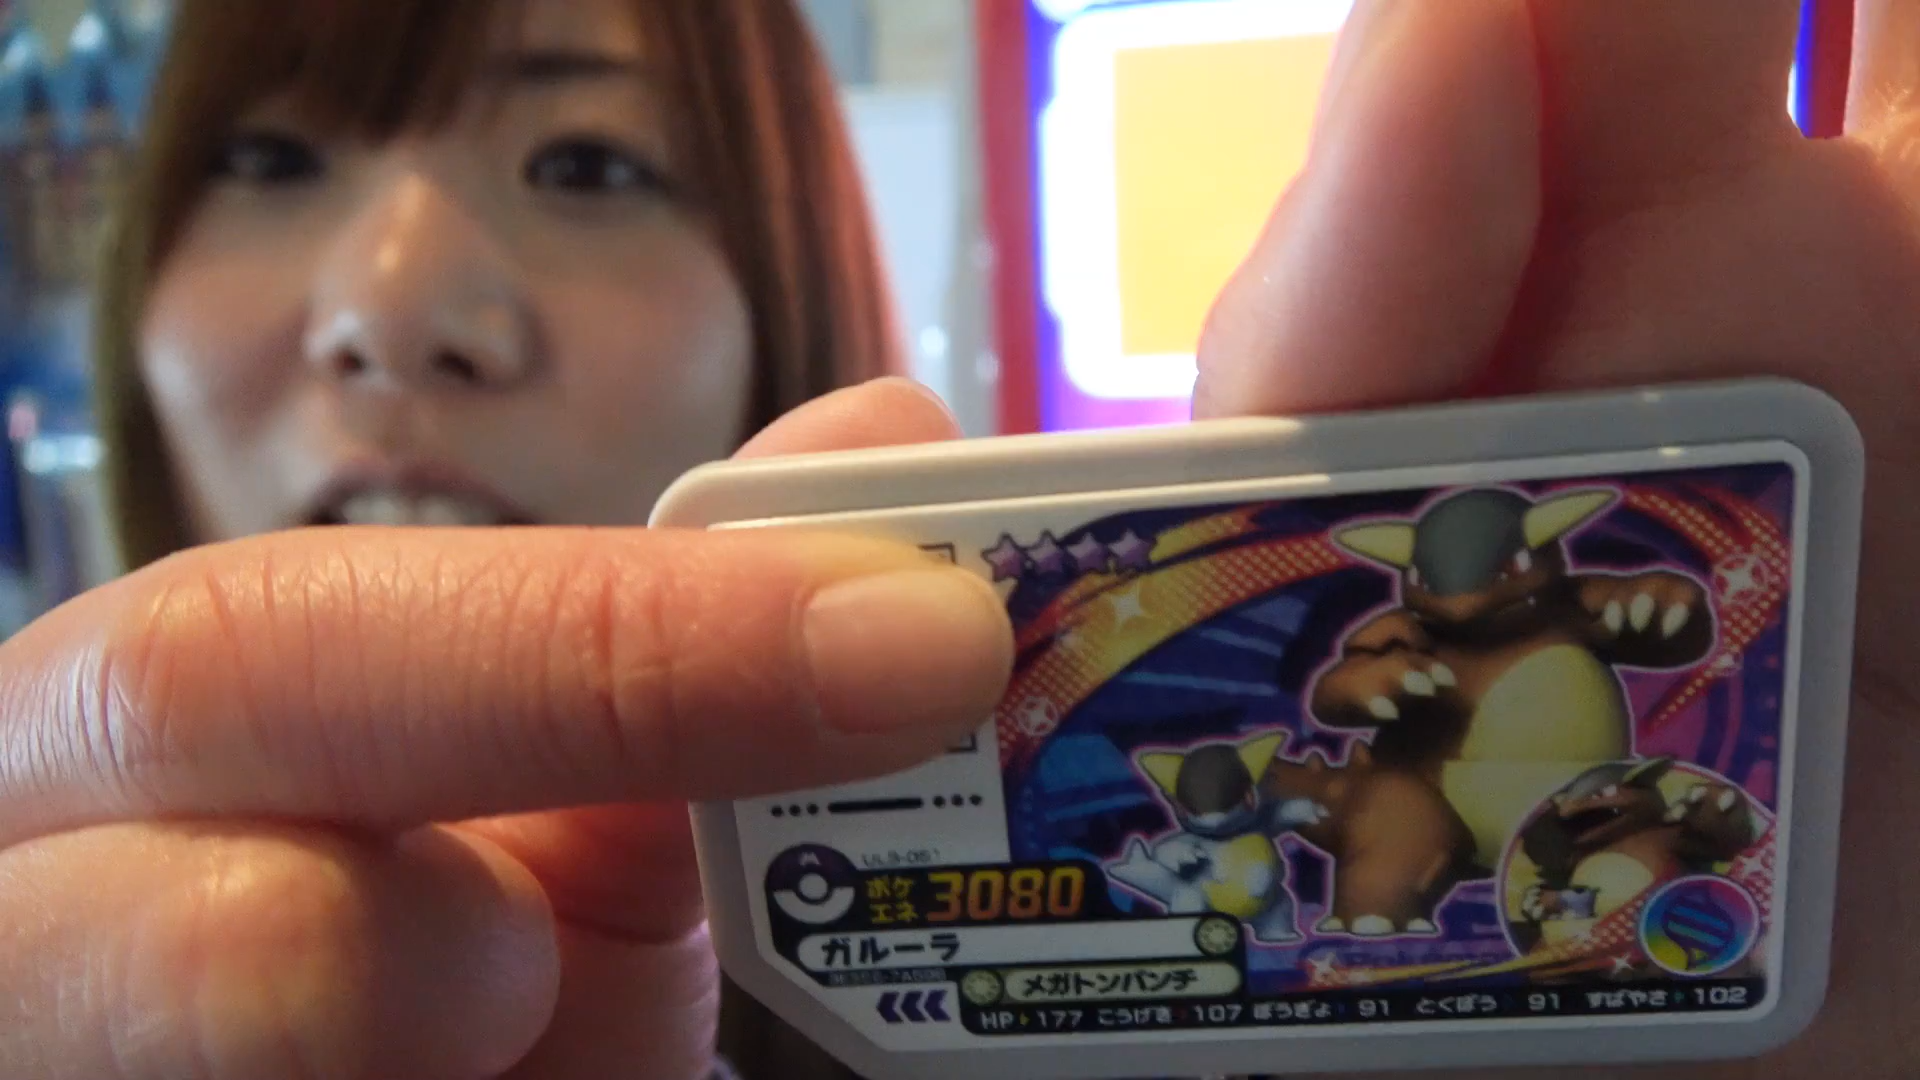 ポケエネ 3080
ガルーラ
メガトンパンチ
HP 177 こうげき 107 ぼうぎょ 91 とくぼう 91 すばやさ 102